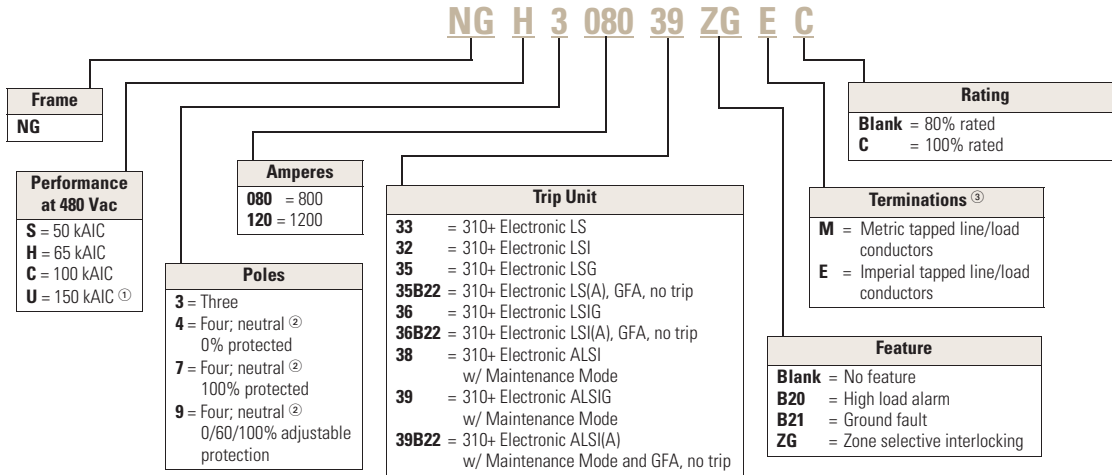 NG H 3 080 39 ZG E C
Frame
NG
Performance
at 480 Vac
S = 50 kAIC
H = 65 kAIC
C = 100 kAIC
U = 150 kAIC ①
Poles
3 = Three
4 = Four; neutral ②
0% protected
7 = Four; neutral ②
100% protected
9 = Four; neutral ②
0/60/100% adjustable
protection
Amperes
080 = 800
120 = 1200
Trip Unit
33 = 310+ Electronic LS
32 = 310+ Electronic LSI
35 = 310+ Electronic LSG
35B22 = 310+ Electronic LS(A), GFA, no trip
36 = 310+ Electronic LSIG
36B22 = 310+ Electronic LSI(A), GFA, no trip
38 = 310+ Electronic ALSI
w/ Maintenance Mode
39 = 310+ Electronic ALSIG
w/ Maintenance Mode
39B22 = 310+ Electronic ALSI(A)
w/ Maintenance Mode and GFA, no trip
Rating
Blank = 80% rated
C = 100% rated
Terminations ③
M = Metric tapped line/load
conductors
E = Imperial tapped line/load
conductors
Feature
Blank = No feature
B20 = High load alarm
B21 = Ground fault
ZG = Zone selective interlocking